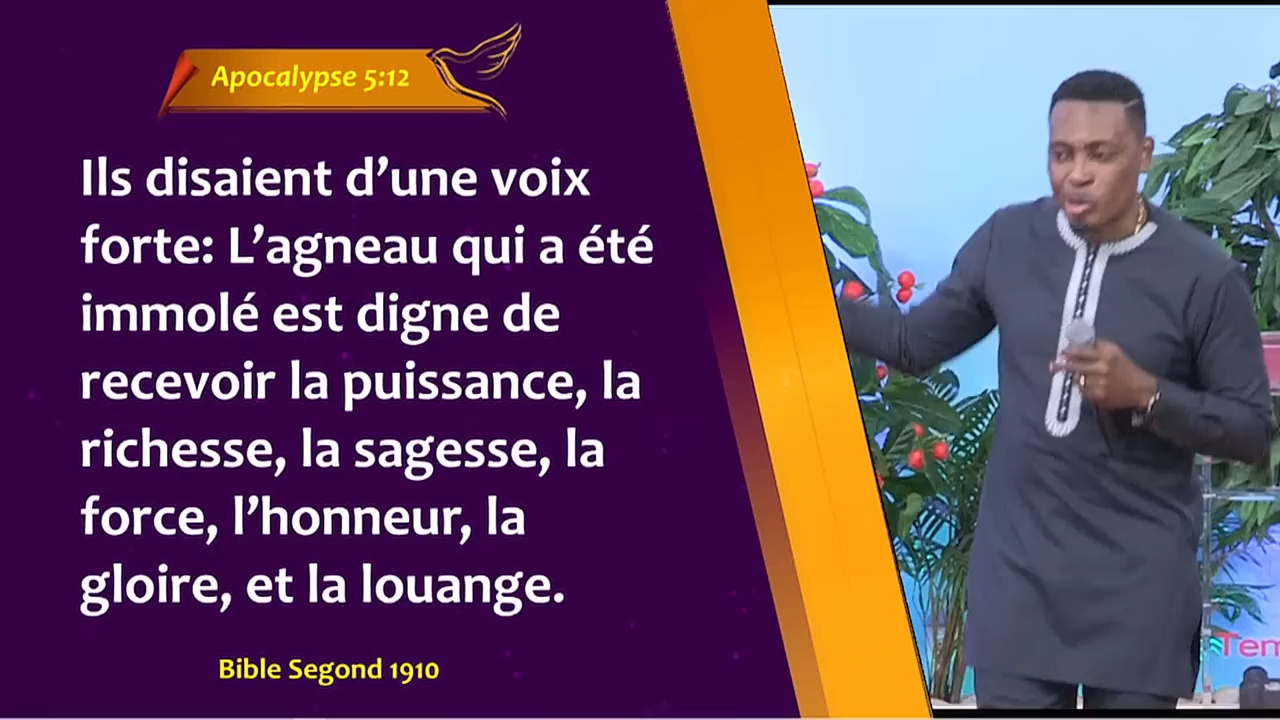 Apocalypse 5:12
Ils disaient d’une voix
forte: L’agneau qui a été
immolé est digne de
recevoir la puissance, la
richesse, la sagesse, la
force, l’honneur, la
gloire, et la louange.
Bible Segond 1910